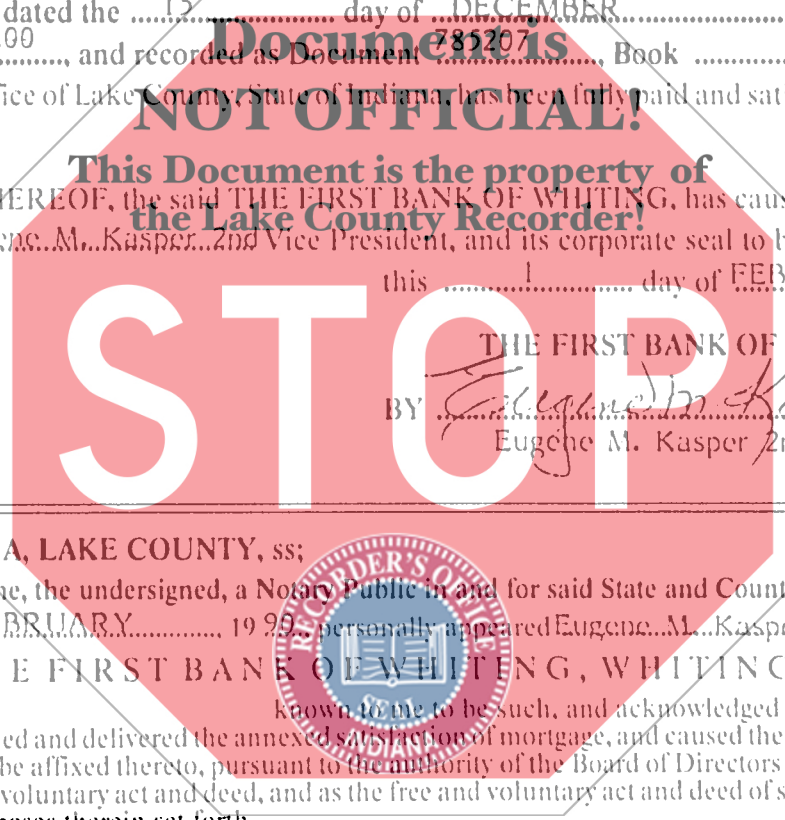 dated the ....15............... day of ...DECEMBER....................
.00
........., and recorded as Document 785207 ........., Book ..............
Document is
ice of Lake County, State of Indiana, has been fully paid and sat
NOT OFFICIAL!
This Document is the property of
HEREOF, the said THE FIRST BANK OF WHITING, has caus
the Lake County Recorder!
ene M. Kasper 2nd Vice President, and its corporate seal to b
this ...........1.............. day of FEB
STOP
THE FIRST BANK OF
BY Eugene M K
Eugene M. Kasper 2n
A, LAKE COUNTY, ss;
ne, the undersigned, a Notary Public in and for said State and Count
BRUARY............, 19 90.., personally appeared Eugene M. Kaspe
E FIRST BANK OF WHITING, WHITING
known to me to be such, and acknowledged
ed and delivered the annexed satisfaction of mortgage, and caused the
be affixed thereto, pursuant to the authority of the Board of Directors
voluntary act and deed, and as the free and voluntary act and deed of s
therein set forth
RECORDER'S OFFICE
SEAL
INDIANA